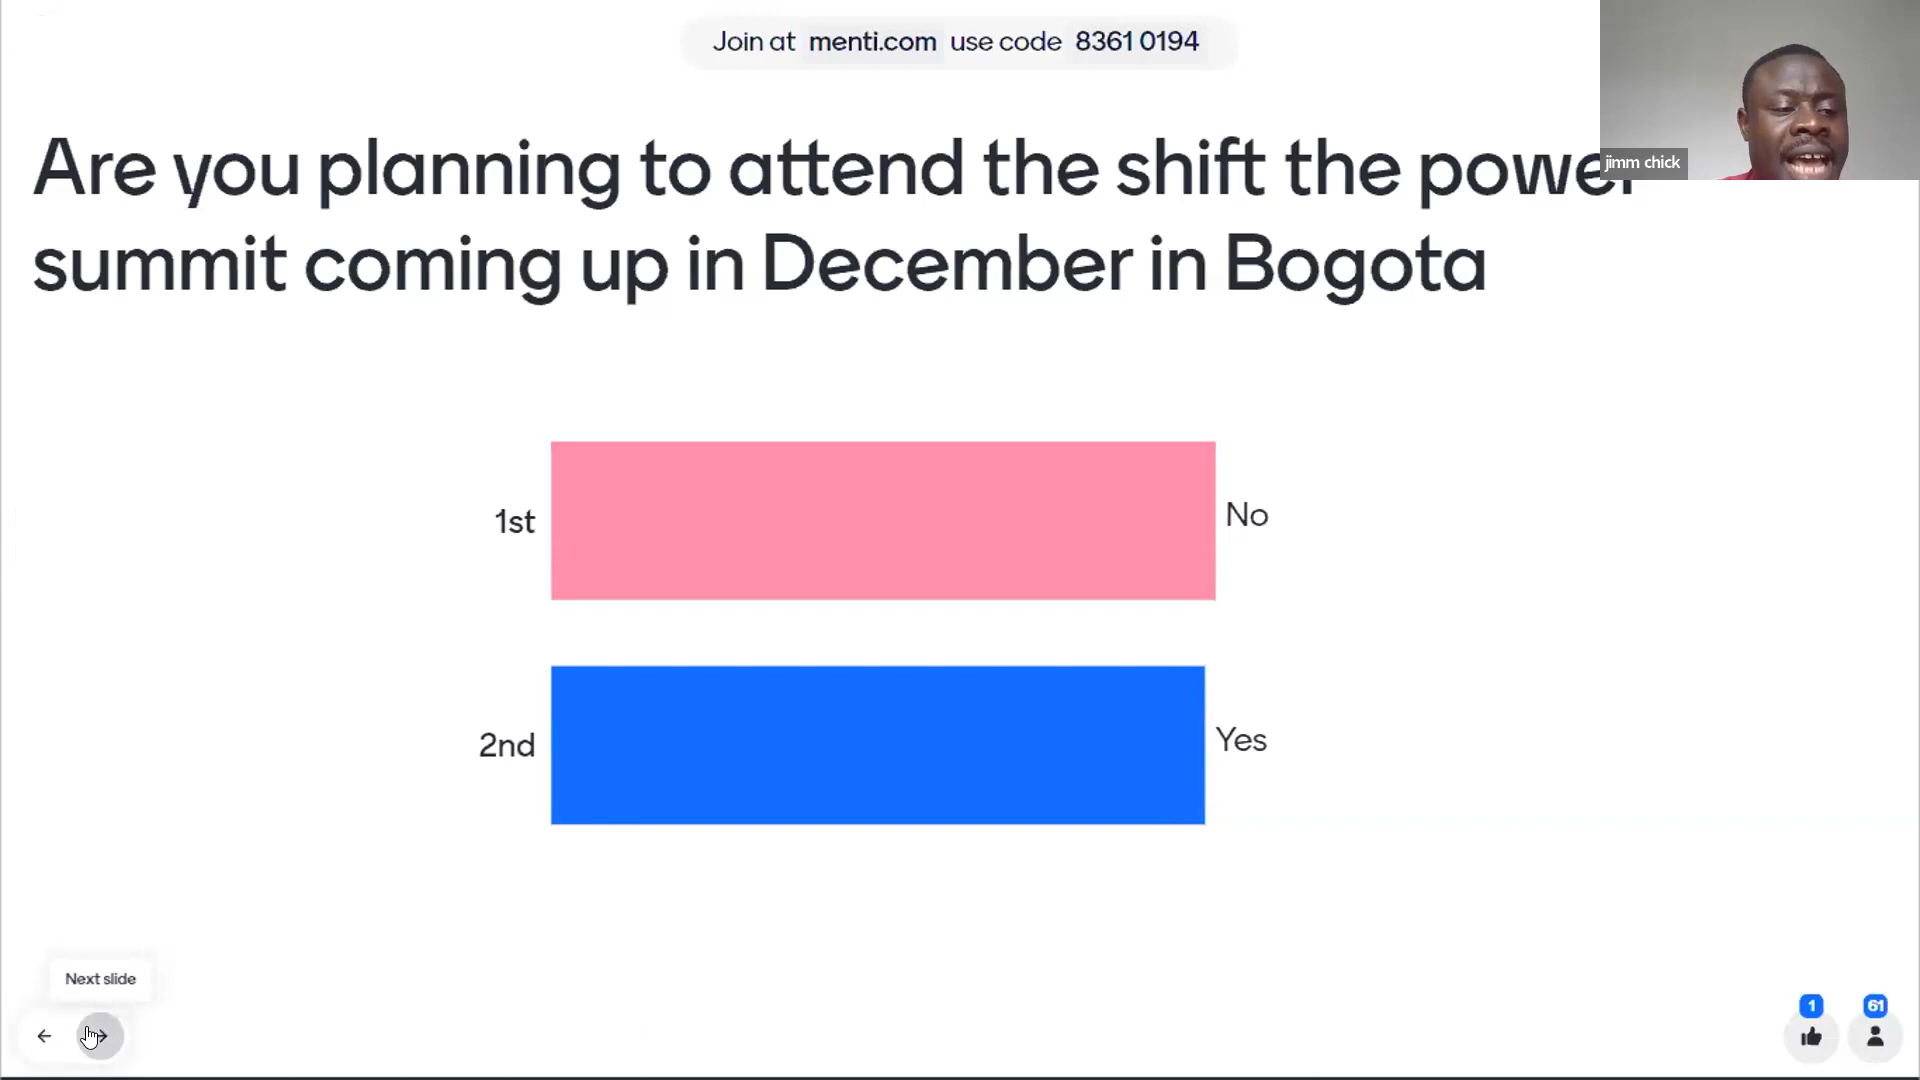 Join at menti.com use code 8361 0194
jimm chick
Are you planning to attend the shift the power
summit coming up in December in Bogota
1st No
2nd Yes
Next slide
1 61